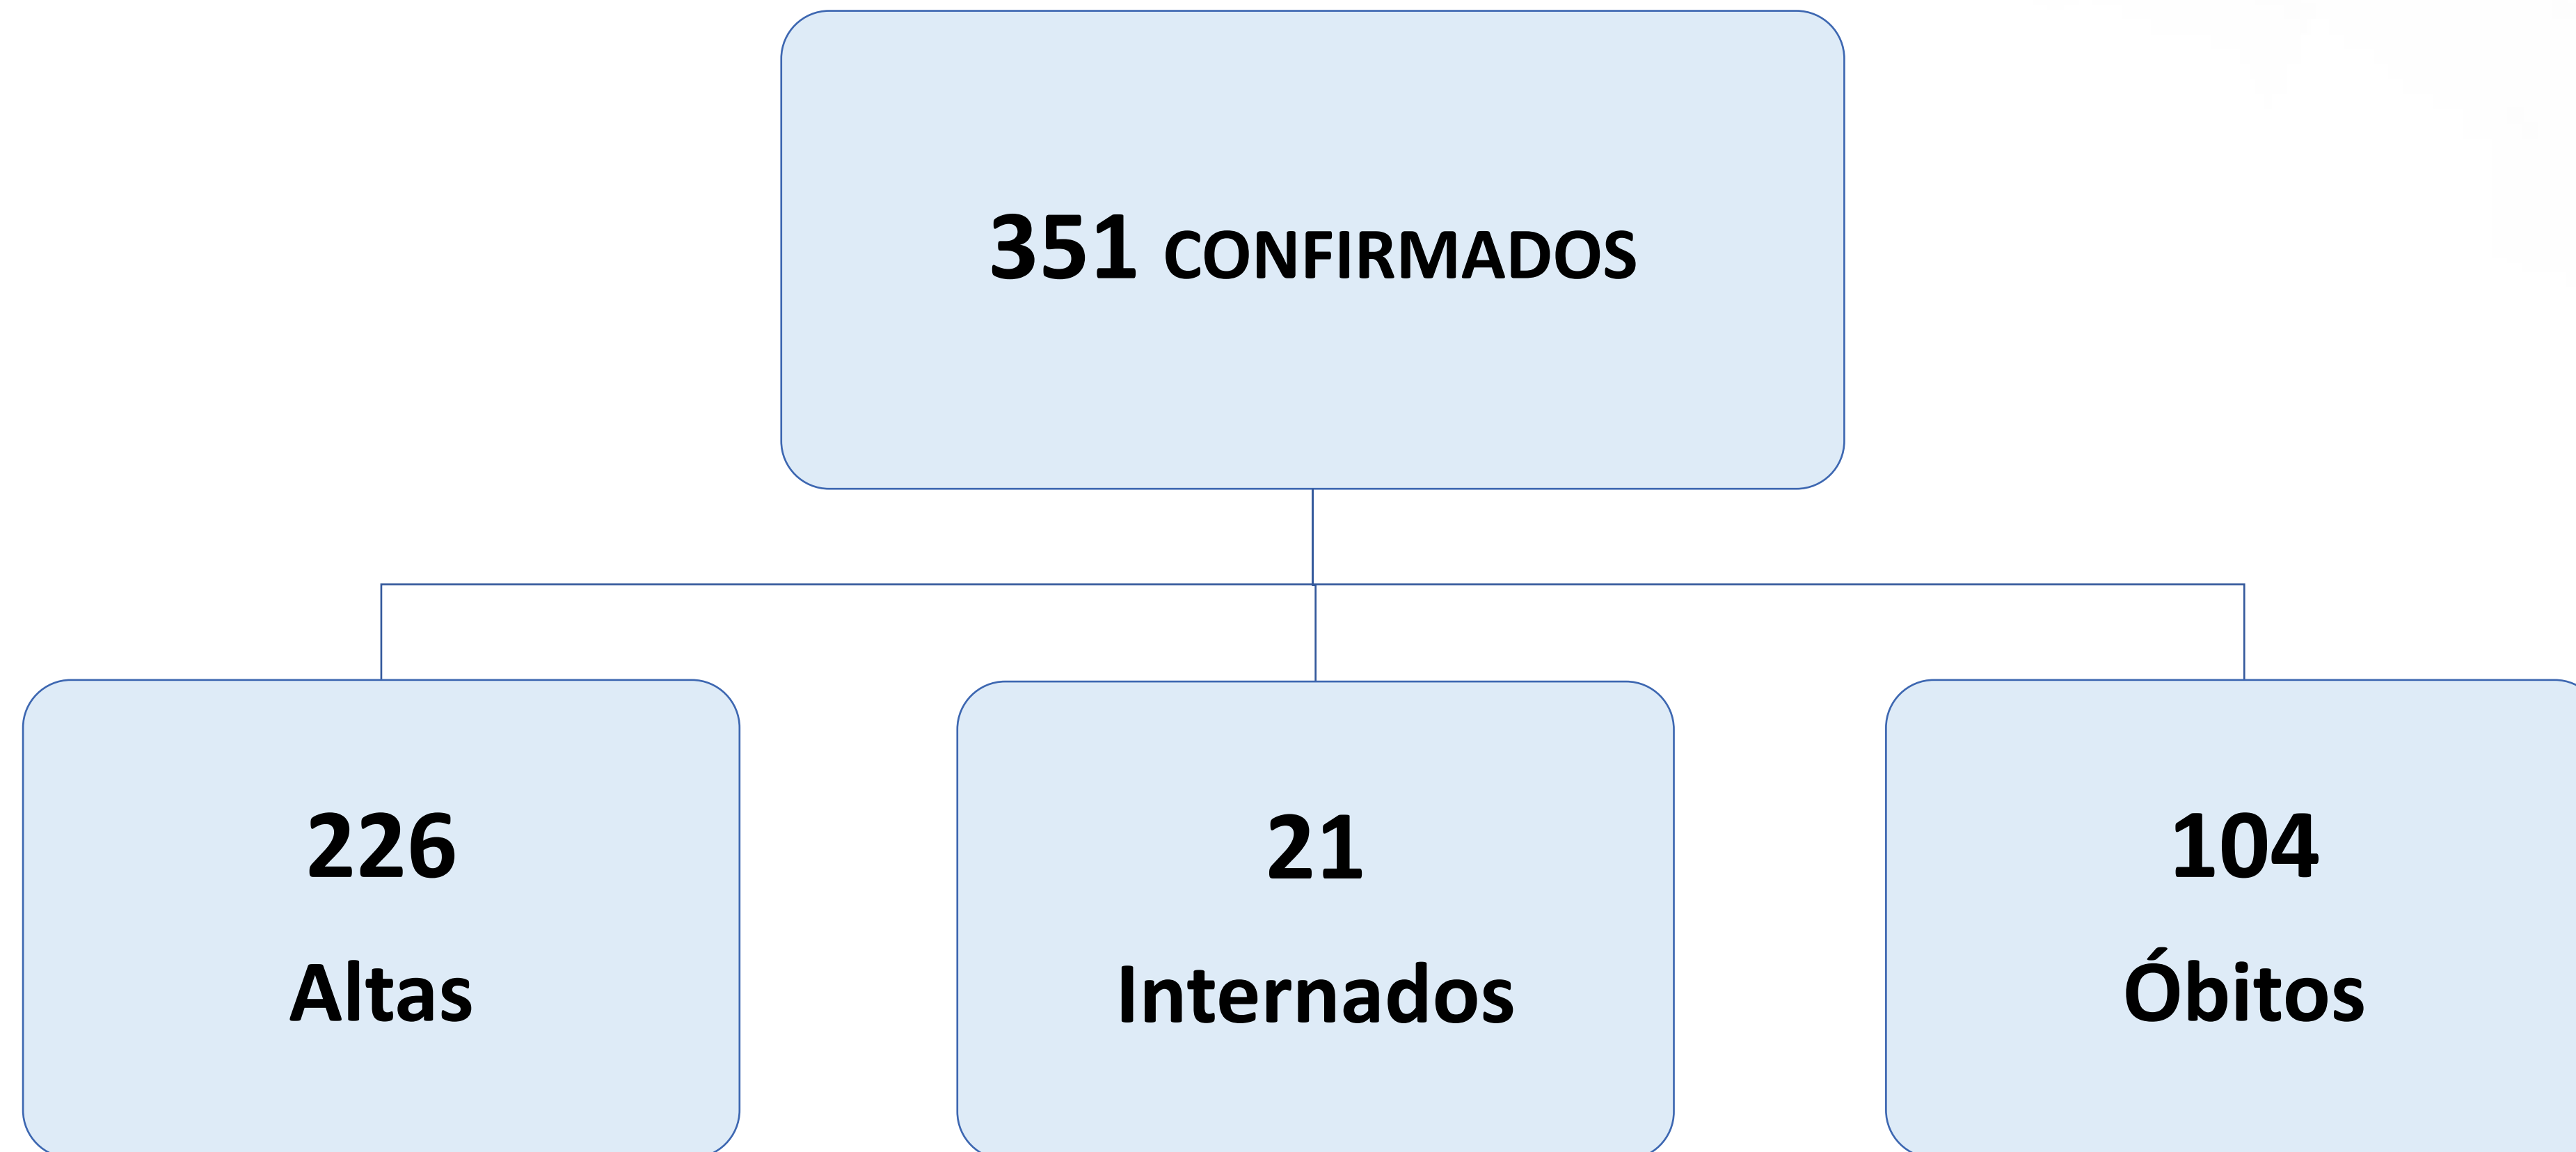 351 CONFIRMADOS
226
Altas
21
Internados
104
Óbitos